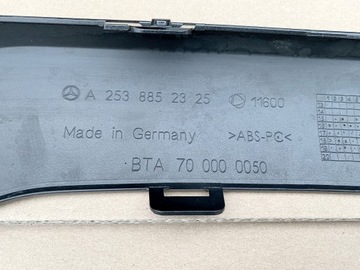 A 253 885 23 25 11600
Made in Germany >ABS-PC<
BTA 70 000 0050